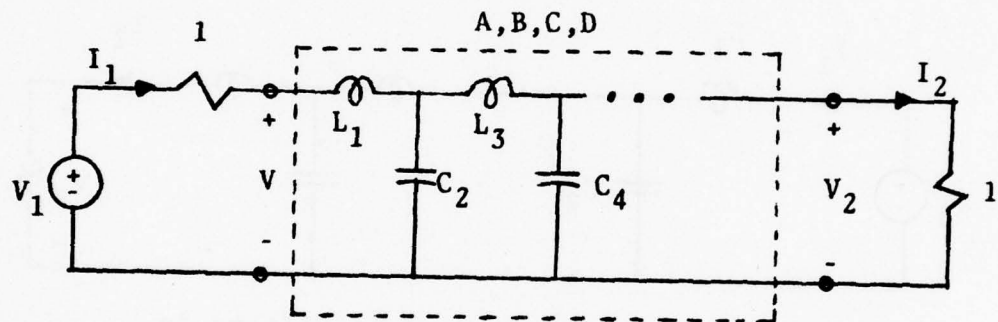 A,B,C,D
1
I₁
I₂
+
L₁
L₃
+
V₁
+
-
V
C₂
C₄
V₂
1
-
-